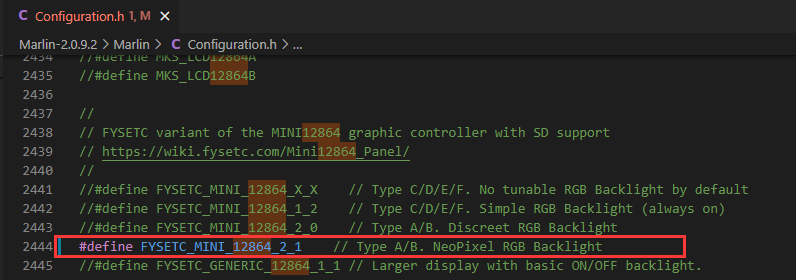 C Configuration.h 1, M ×
Marlin-2.0.9.2 > Marlin > C Configuration.h > ...
2434 //#define MKS_LCD12864A
2435 //#define MKS_LCD12864B
2436
2437 //
2438 // FYSETC variant of the MINI12864 graphic controller with SD support
2439 // https://wiki.fysetc.com/Mini12864_Panel/
2440 //
2441 //#define FYSETC_MINI_12864_X_X // Type C/D/E/F. No tunable RGB Backlight by default
2442 //#define FYSETC_MINI_12864_1_2 // Type C/D/E/F. Simple RGB Backlight (always on)
2443 //#define FYSETC_MINI_12864_2_0 // Type A/B. Discreet RGB Backlight
2444 #define FYSETC_MINI_12864_2_1 // Type A/B. NeoPixel RGB Backlight
2445 //#define FYSETC_GENERIC_12864_1_1 // Larger display with basic ON/OFF backlight.